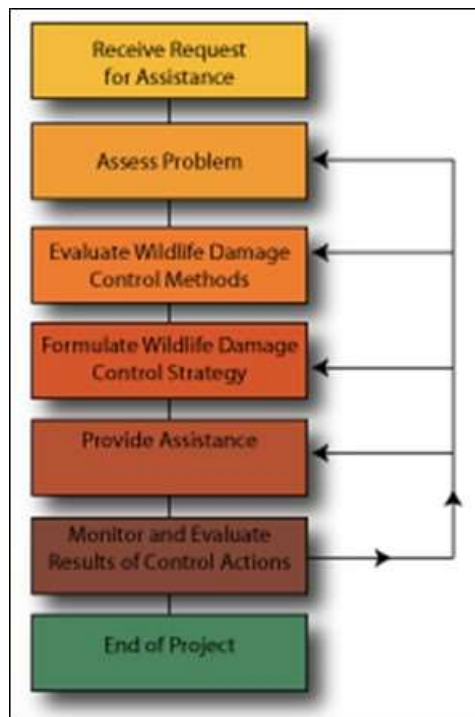 Receive Request
for Assistance
Assess Problem
Evaluate Wildlife Damage
Control Methods
Formulate Wildlife Damage
Control Strategy
Provide Assistance
Monitor and Evaluate
Results of Control Actions
End of Project